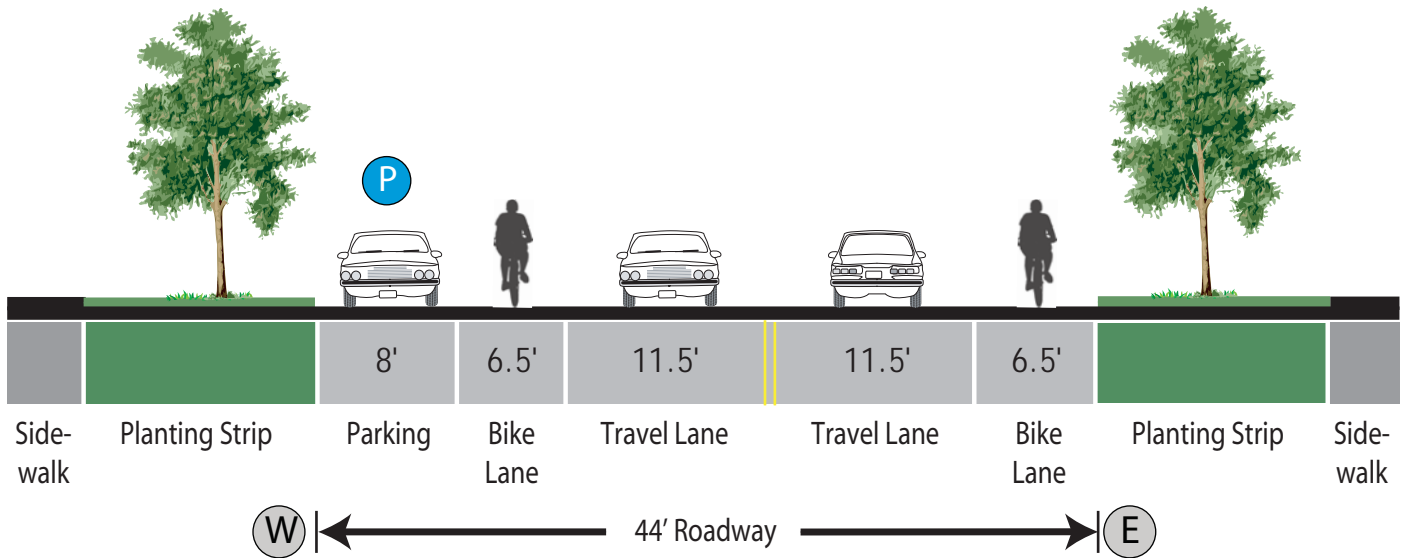 P
8' 6.5' 11.5' 11.5' 6.5'
Side- Planting Strip Parking Bike Travel Lane Travel Lane Bike Planting Strip Side-
walk Lane Lane walk
W 44’ Roadway E